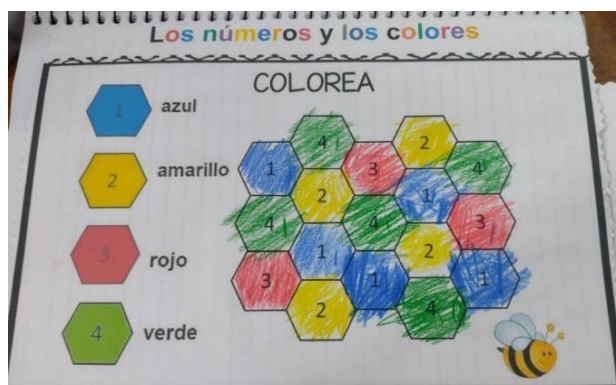 Los números y los colores
COLOREA
1 azul
2 amarillo
3 rojo
4 verde
4 2
1 3 4
2 1
4 4 3
1 2
3 1 1
2 4